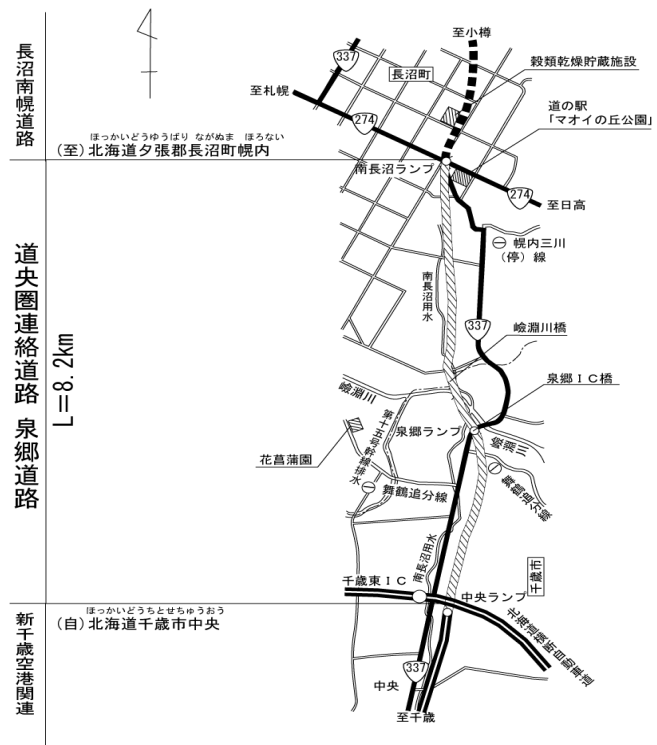 長沼南幌道路
至小樽
337
長沼町
穀類乾燥貯蔵施設
至札幌
274
道の駅
「マオイの丘公園」
ほっかいどうゆうばり ながぬま ほろない
(至)北海道夕張郡長沼町幌内
南長沼ランプ
274
至日高
幌内三川
(停)線
道央圏連絡道路 泉郷道路
L=8.2km
南長沼用水
337
嶮淵川橋
泉郷IC橋
嶮淵川
第十五号幹線排水
泉郷ランプ
嶮淵川
花菖蒲園
舞鶴追分線
舞鶴追分線
南長沼用水
千歳市
千歳東IC
中央ランプ
ほっかいどうちとせちゅうおう
(自)北海道千歳市中央
北海道横断自動車道
新千歳空港関連
337
中央
至千歳